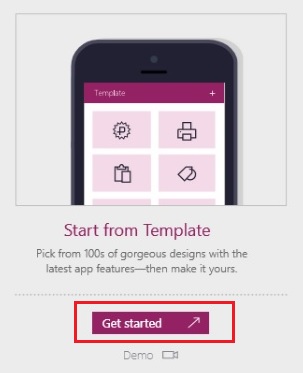 Template +
Start from Template
Pick from 100s of gorgeous designs with the
latest app features—then make it yours.
Get started
Demo